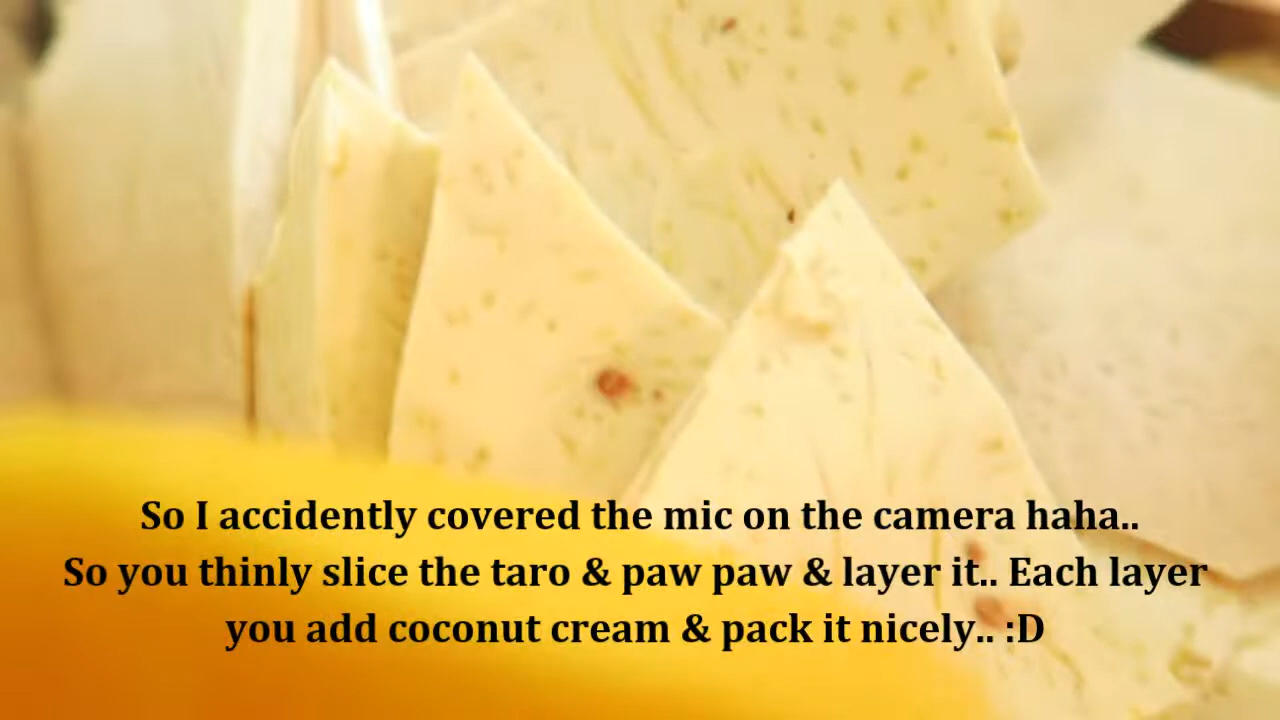 So I accidently covered the mic on the camera haha..
So you thinly slice the taro & paw paw & layer it.. Each layer
you add coconut cream & pack it nicely.. :D